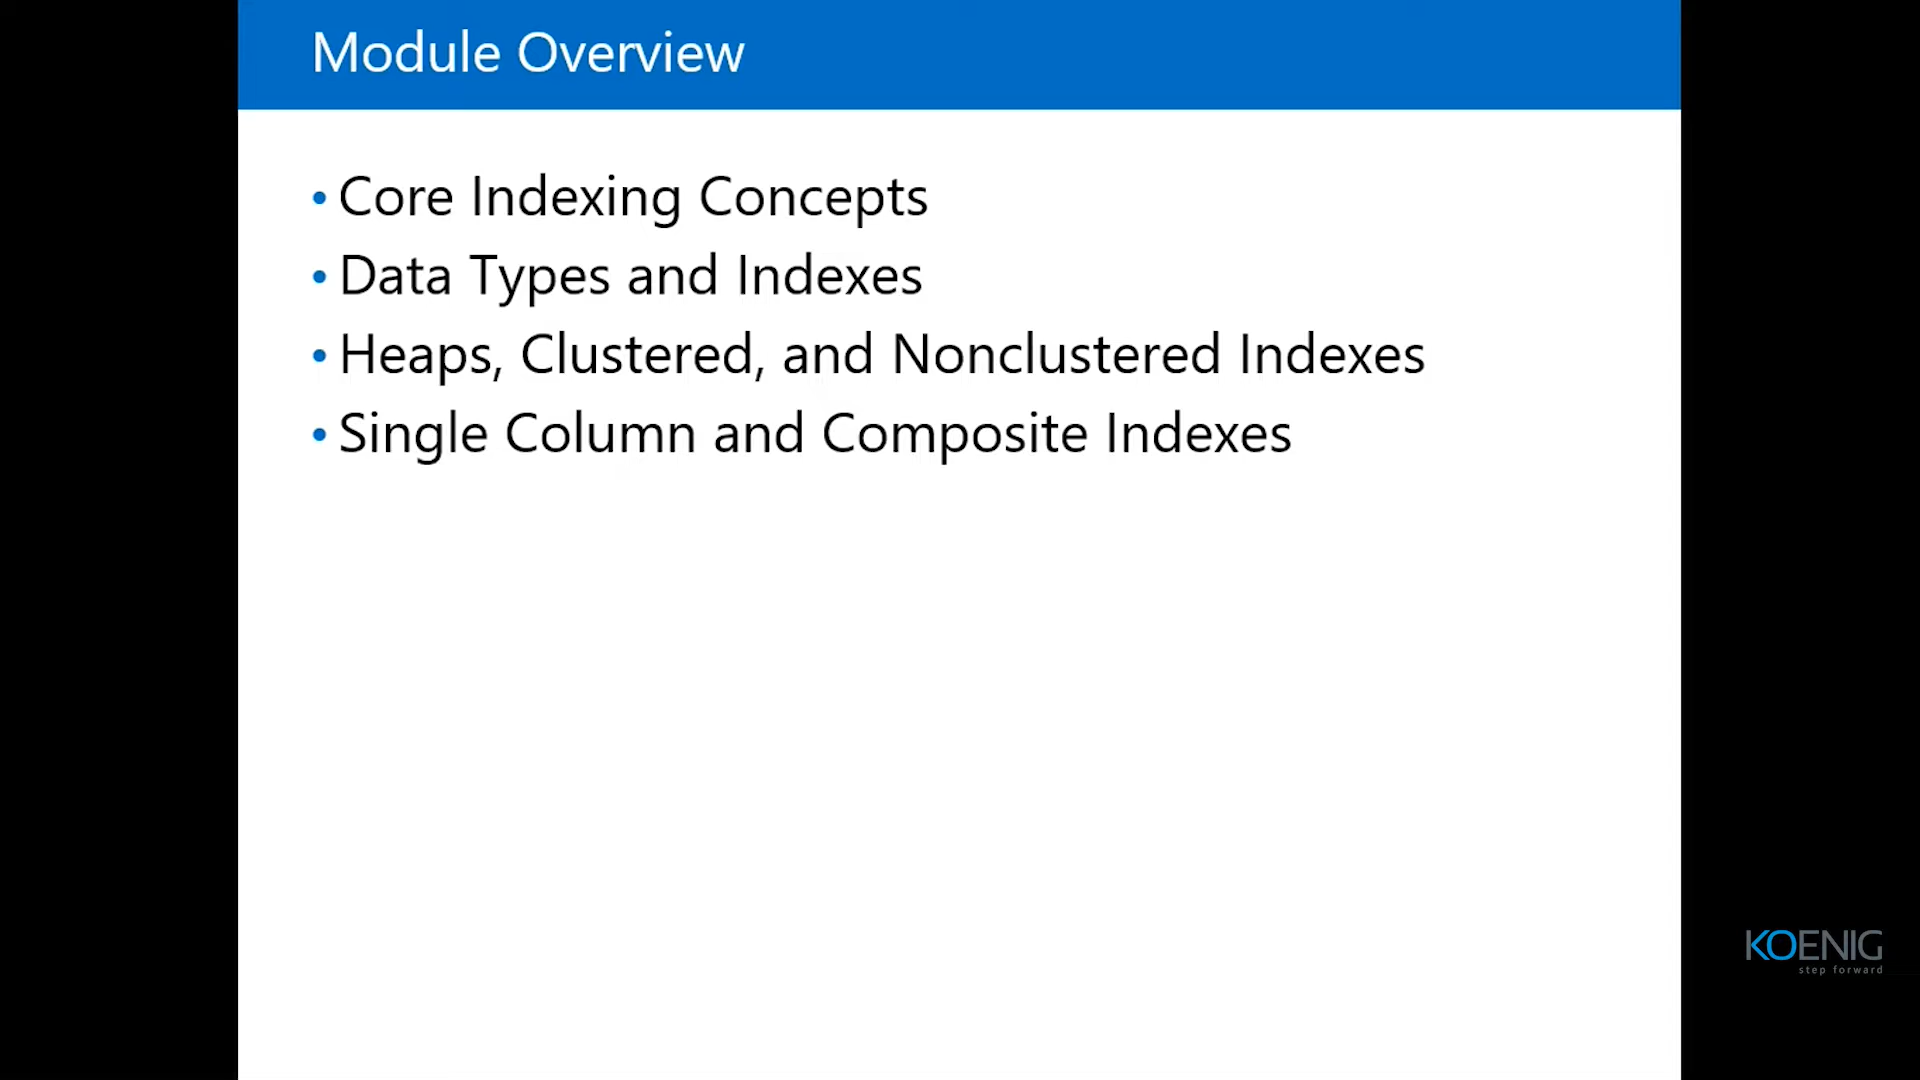 Module Overview
• Core Indexing Concepts
• Data Types and Indexes
• Heaps, Clustered, and Nonclustered Indexes
• Single Column and Composite Indexes
KOENIG
step forward